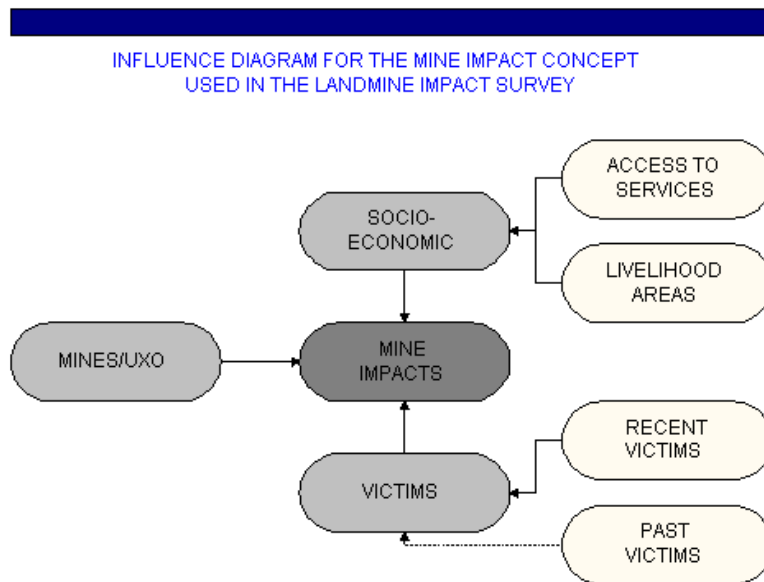 INFLUENCE DIAGRAM FOR THE MINE IMPACT CONCEPT
USED IN THE LANDMINE IMPACT SURVEY
ACCESS TO
SERVICES
SOCIO-
ECONOMIC
LIVELIHOOD
AREAS
MINES/UXO
MINE
IMPACTS
RECENT
VICTIMS
VICTIMS
PAST
VICTIMS